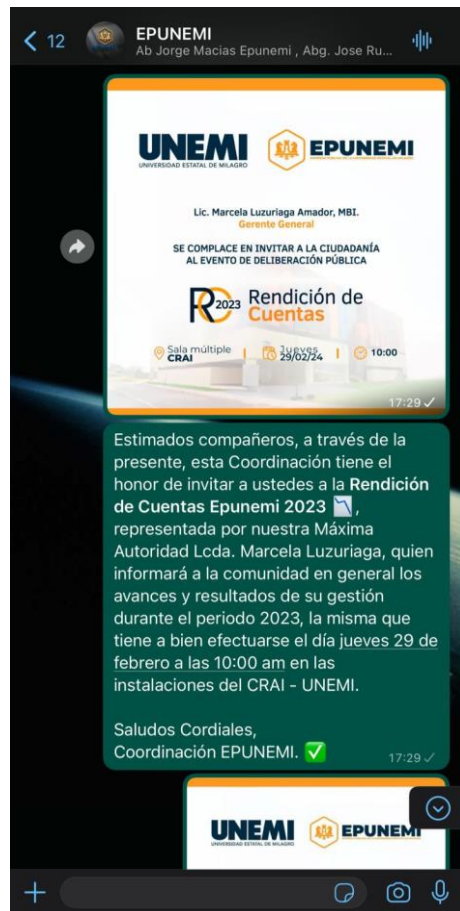 12
EPUNEMI
Ab Jorge Macias Epunemi , Abg. Jose Ru...
UNEMI
UNIVERSIDAD ESTATAL DE MILAGRO
EPUNEMI
Lic. Marcela Luzuriaga Amador, MBI.
Gerente General
SE COMPLACE EN INVITAR A LA CIUDADANÍA
AL EVENTO DE DELIBERACIÓN PÚBLICA
RC 2023 Rendición de
Cuentas
Sala múltiple
CRAI
Jueves
29/02/24
10:00
17:29
Estimados compañeros, a través de la
presente, esta Coordinación tiene el
honor de invitar a ustedes a la Rendición
de Cuentas Epunemi 2023 📉,
representada por nuestra Máxima
Autoridad Lcda. Marcela Luzuriaga, quien
informará a la comunidad en general los
avances y resultados de su gestión
durante el periodo 2023, la misma que
tiene a bien efectuarse el día jueves 29 de
febrero a las 10:00 am en las
instalaciones del CRAI - UNEMI.
Saludos Cordiales,
Coordinación EPUNEMI. ✅
17:29
UNEMI
UNIVERSIDAD ESTATAL DE MILAGRO
EPUNEMI